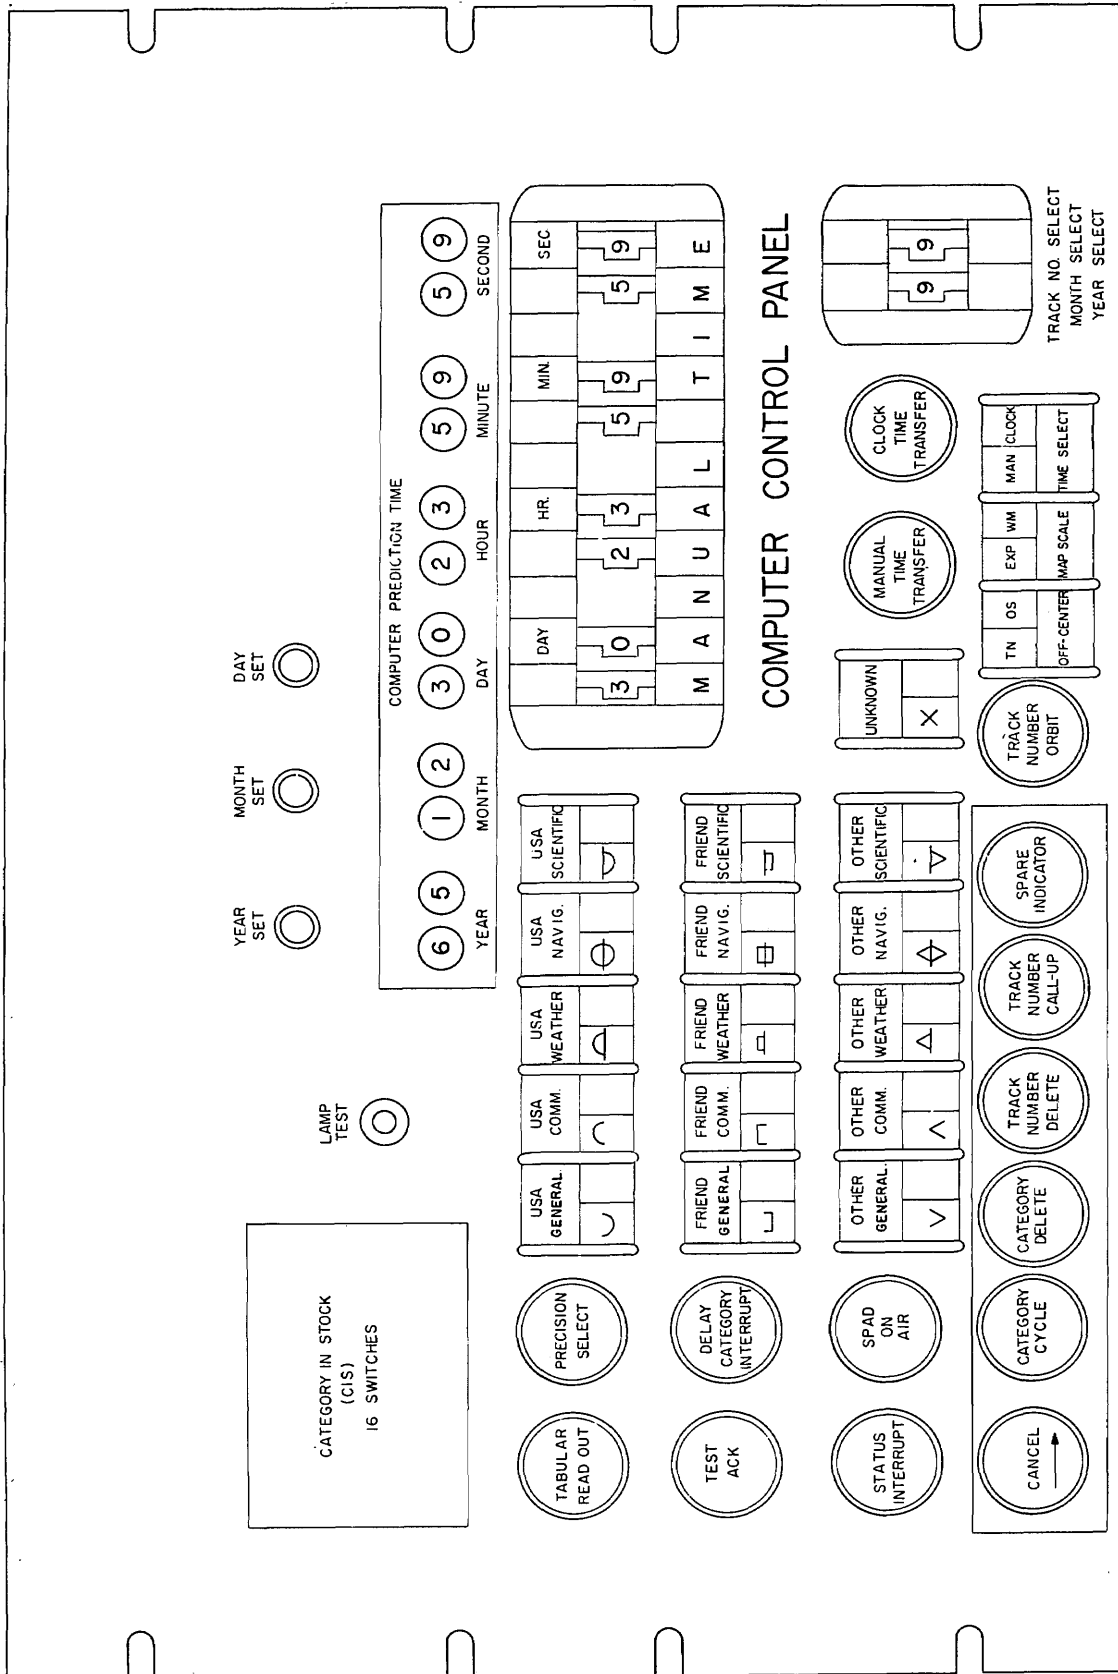 YEAR
SET
MONTH
SET
DAY
SET
LAMP
TEST
CATEGORY IN STOCK
(CIS)
16 SWITCHES
COMPUTER PREDICTION TIME
6 5 1 2 3 0 2 3 5 9 5 9
YEAR MONTH DAY HOUR MINUTE SECOND
DAY HR. MIN. SEC
3 0 2 3 5 9 5 9
MANUAL TIME
TABULAR
READ OUT
PRECISION
SELECT
USA
GENERAL.
USA
COMM.
USA
WEATHER
USA
NAVIG.
USA
SCIENTIFIC
COMPUTER CONTROL PANEL
TEST
ACK
DELAY
CATEGORY
INTERRUPT
FRIEND
GENERAL
FRIEND
COMM.
FRIEND
WEATHER
FRIEND
NAVIG.
FRIEND
SCIENTIFIC
STATUS
INTERRUPT
SPAD
ON
AIR
OTHER
GENERAL.
OTHER
COMM.
OTHER
WEATHER
OTHER
NAVIG.
OTHER
SCIENTIFIC
UNKNOWN
X
MANUAL
TIME
TRANSFER
CLOCK
TIME
TRANSFER
9 9
CANCEL
CATEGORY
CYCLE
CATEGORY
DELETE
TRACK
NUMBER
DELETE
TRACK
NUMBER
CALL-UP
SPARE
INDICATOR
TRACK
NUMBER
ORBIT
TN OS EXP WM MAN CLOCK
OFF-CENTER MAP SCALE TIME SELECT
TRACK NO. SELECT
MONTH SELECT
YEAR SELECT